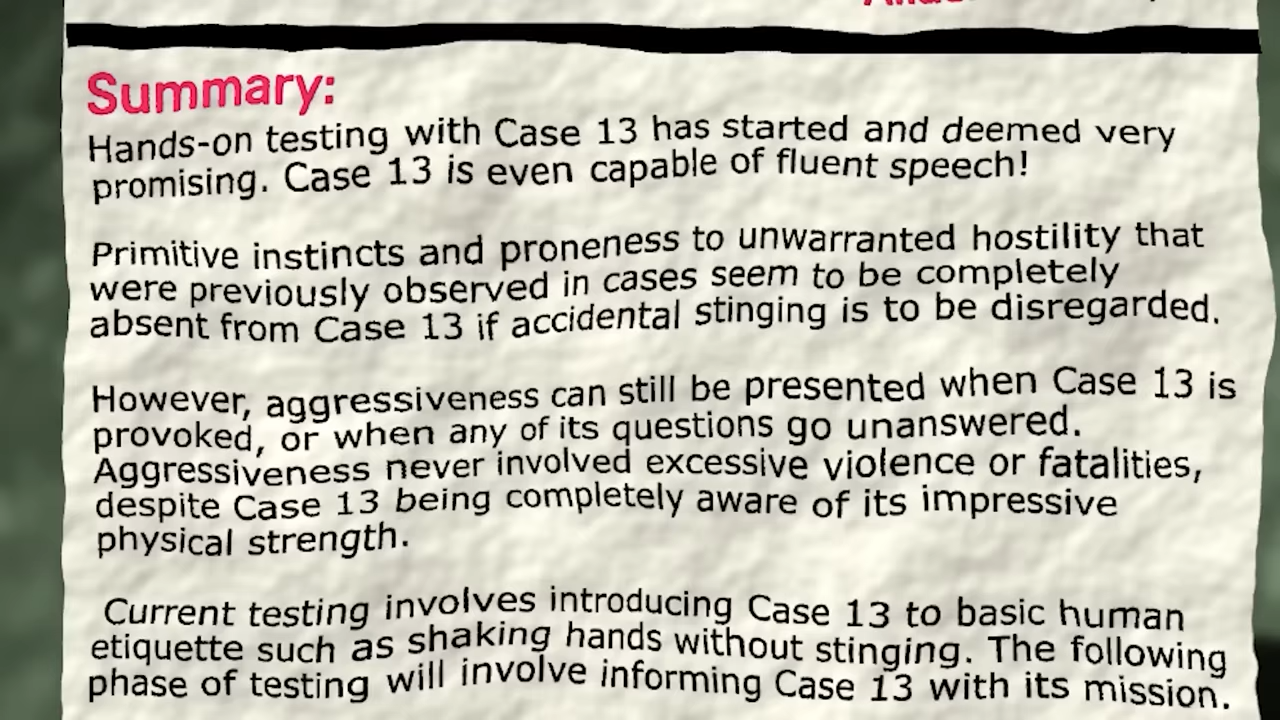 Summary:
Hands-on testing with Case 13 has started and deemed very
promising. Case 13 is even capable of fluent speech!
Primitive instincts and proneness to unwarranted hostility that
were previously observed in cases seem to be completely
absent from Case 13 if accidental stinging is to be disregarded.
However, aggressiveness can still be presented when Case 13 is
provoked, or when any of its questions go unanswered.
Aggressiveness never involved excessive violence or fatalities,
despite Case 13 being completely aware of its impressive
physical strength.
Current testing involves introducing Case 13 to basic human
etiquette such as shaking hands without stinging. The following
phase of testing will involve informing Case 13 with its mission.